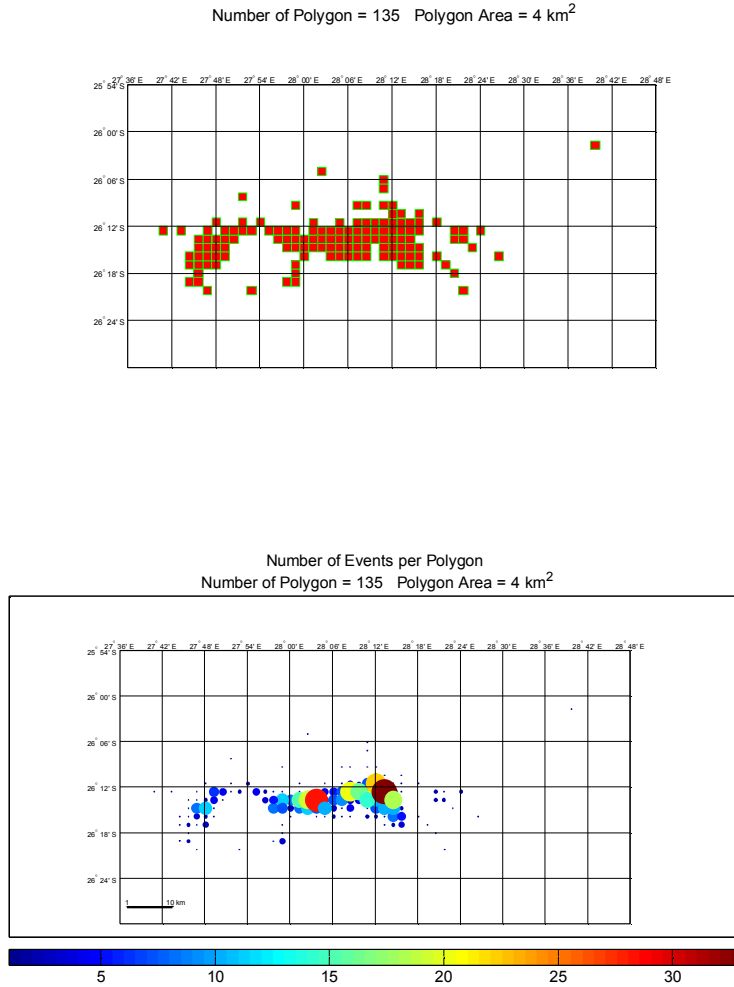 Number of Polygon = 135 Polygon Area = 4 km²
27° 36' E 27° 42' E 27° 48' E 27° 54' E 28° 00' E 28° 06' E 28° 12' E 28° 18' E 28° 24' E 28° 30' E 28° 36' E 28° 42' E 28° 48' E
25° 54' S
26° 00' S
26° 06' S
26° 12' S
26° 18' S
26° 24' S
Number of Events per Polygon
Number of Polygon = 135 Polygon Area = 4 km²
27° 36' E 27° 42' E 27° 48' E 27° 54' E 28° 00' E 28° 06' E 28° 12' E 28° 18' E 28° 24' E 28° 30' E 28° 36' E 28° 42' E 28° 48' E
25° 54' S
26° 00' S
26° 06' S
26° 12' S
26° 18' S
26° 24' S
1 10 km
5 10 15 20 25 30